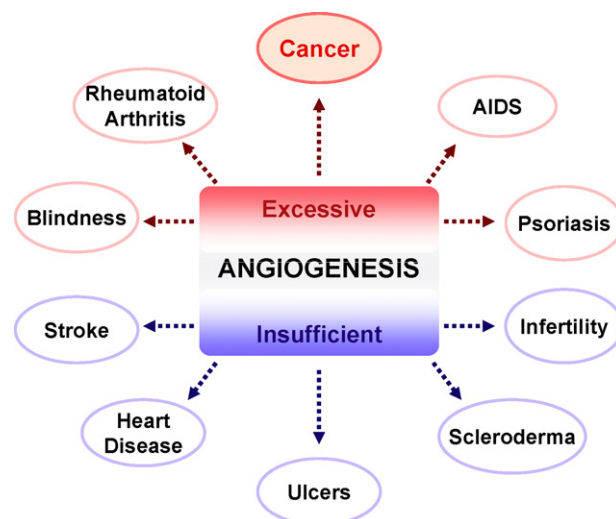 Cancer
Rheumatoid
Arthritis
AIDS
Blindness
Excessive
Psoriasis
ANGIOGENESIS
Stroke
Insufficient
Infertility
Heart
Disease
Scleroderma
Ulcers